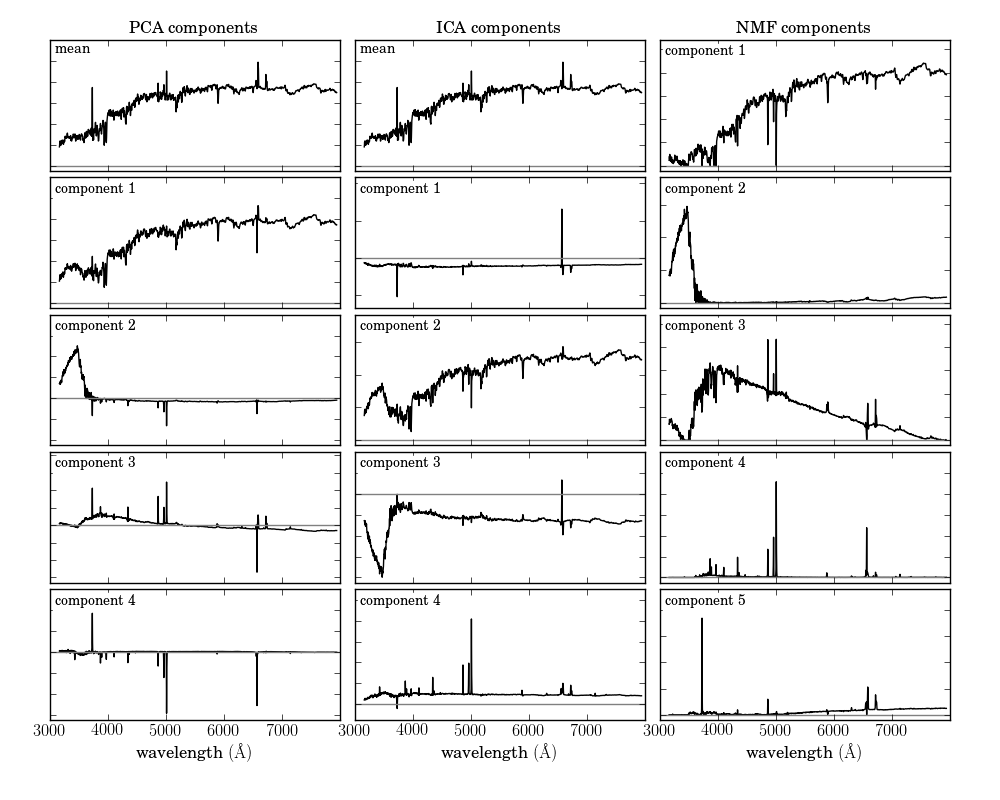 PCA components ICA components NMF components
mean mean component 1
component 1 component 1 component 2
component 2 component 2 component 3
component 3 component 3 component 4
component 4 component 4 component 5
3000 4000 5000 6000 7000 3000 4000 5000 6000 7000 3000 4000 5000 6000 7000
wavelength (Å) wavelength (Å) wavelength (Å)